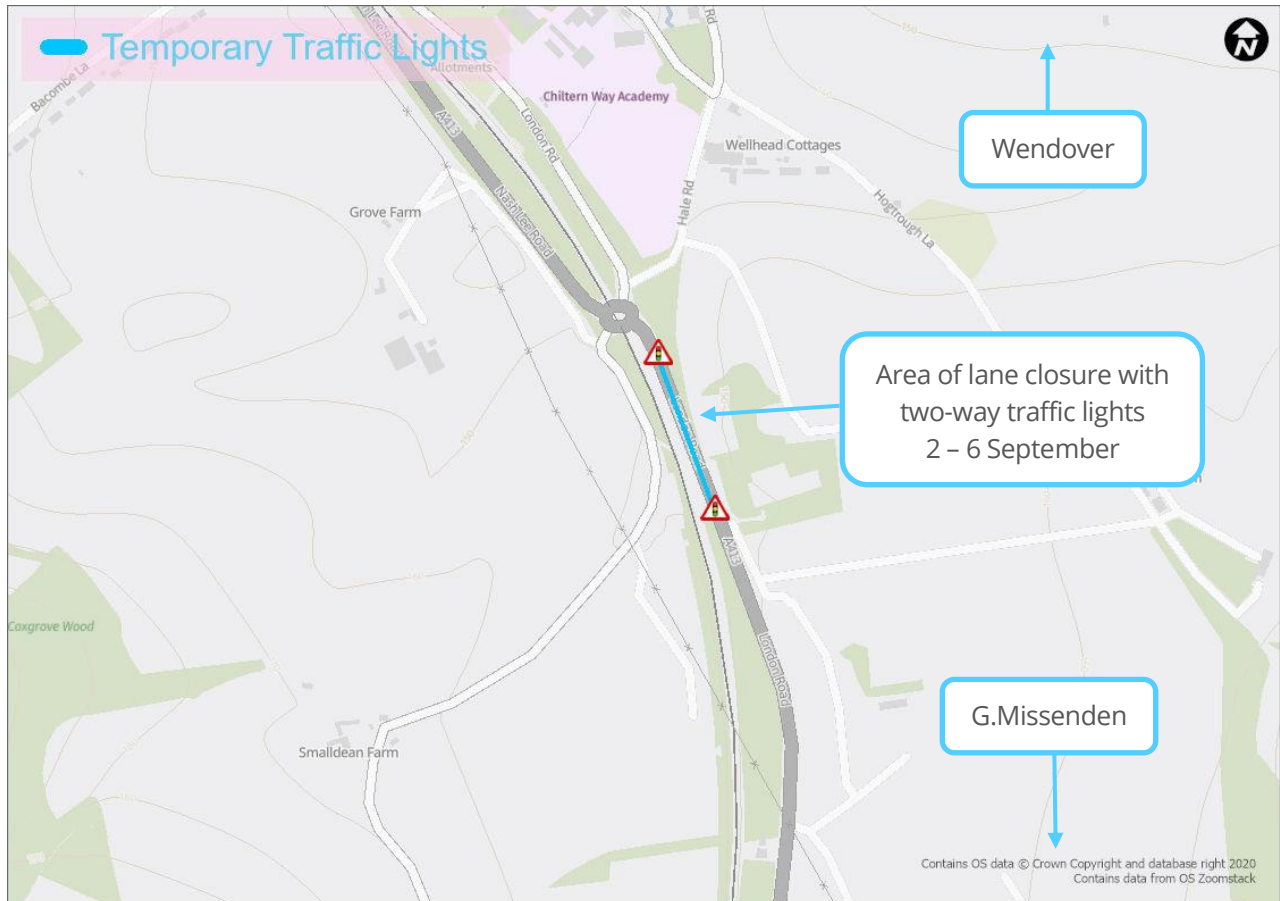 Temporary Traffic Lights
Rd
Bacombe La
Allotments
A413
London Rd
Chiltern Way Academy
Wellhead Cottages
Wendover
Hale Rd
Hogtrough La
Grove Farm
Nash Lee Road
150
Area of lane closure with
two-way traffic lights
2 – 6 September
A413
London Road
Coxgrove Wood
Smalldean Farm
G.Missenden
Contains OS data © Crown Copyright and database right 2020
Contains data from OS Zoomstack
N